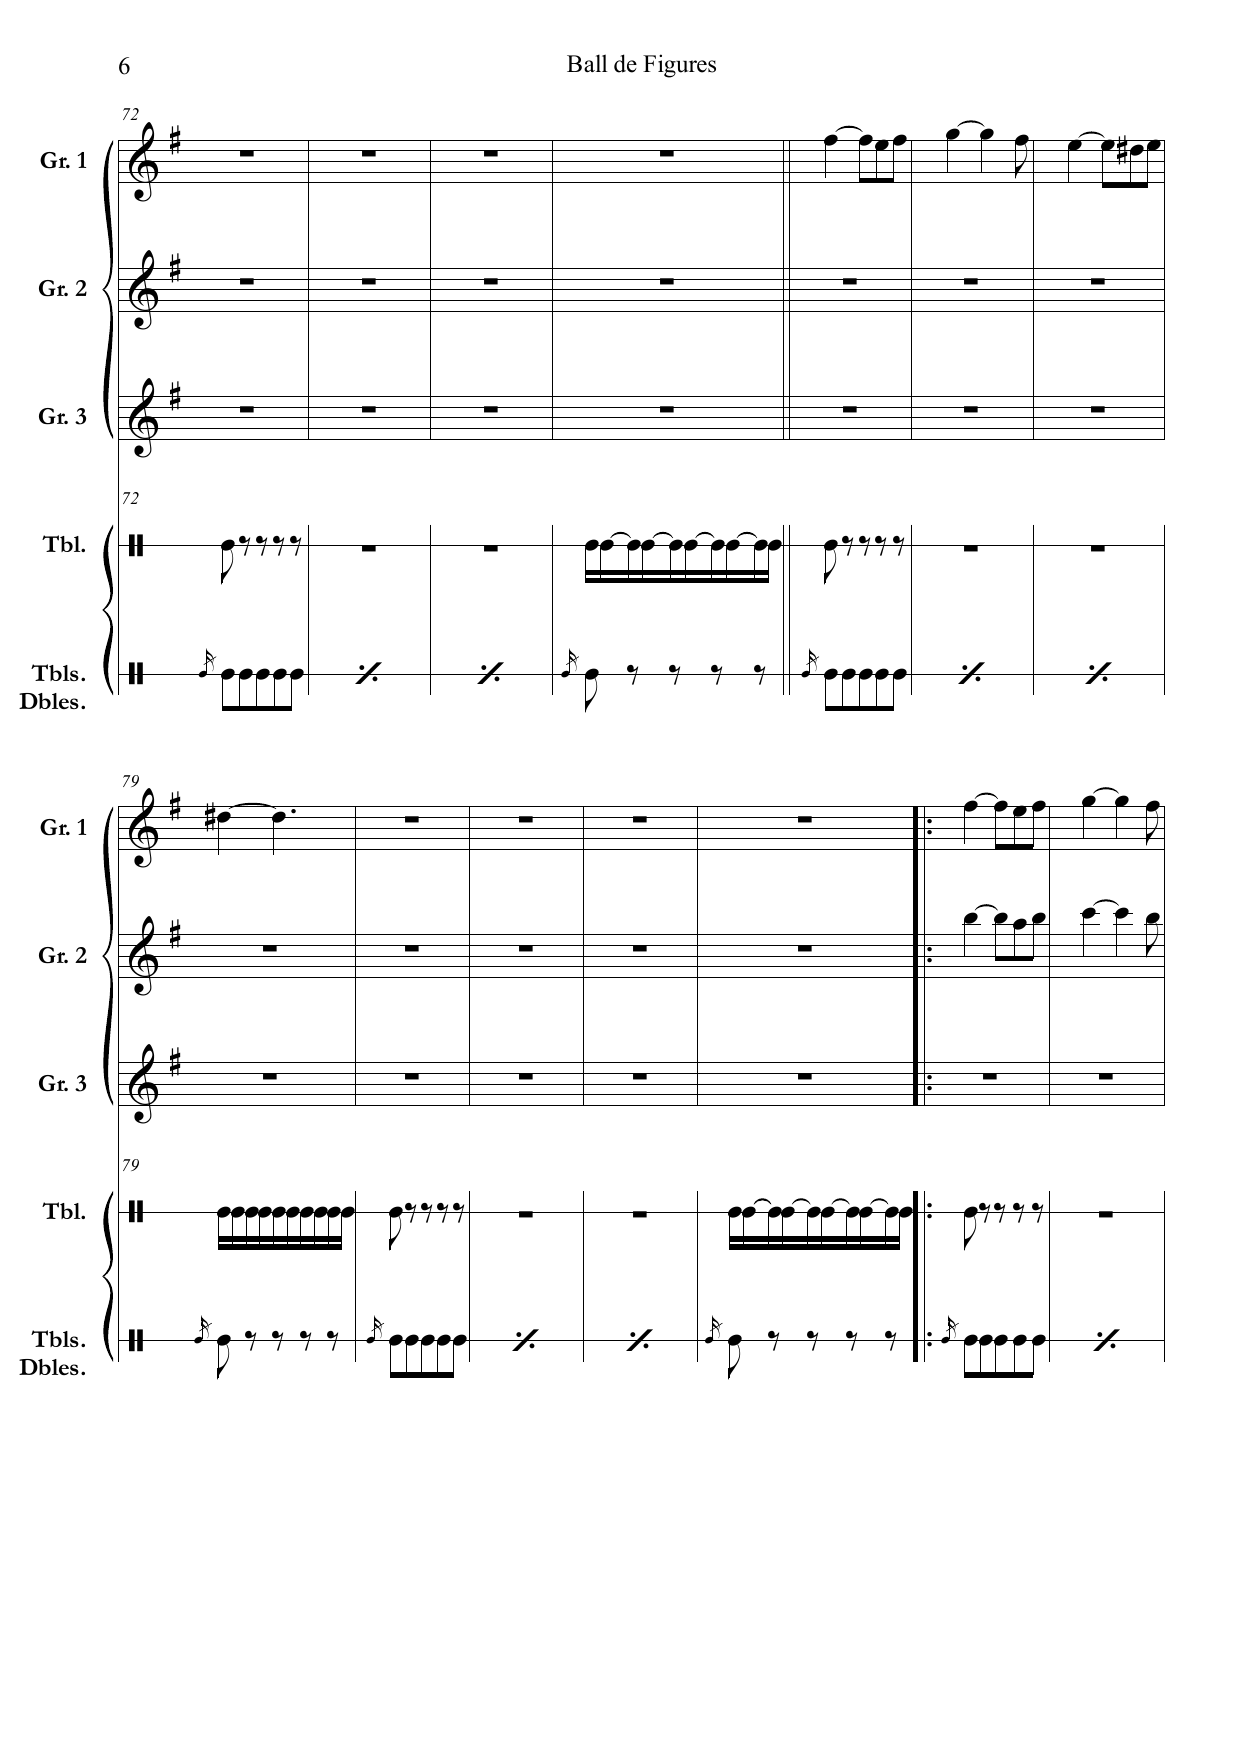 6
Ball de Figures
72
Gr. 1
Gr. 2
Gr. 3
72
Tbl.
Tbls.
Dbles.
79
Gr. 1
Gr. 2
Gr. 3
79
Tbl.
Tbls.
Dbles.